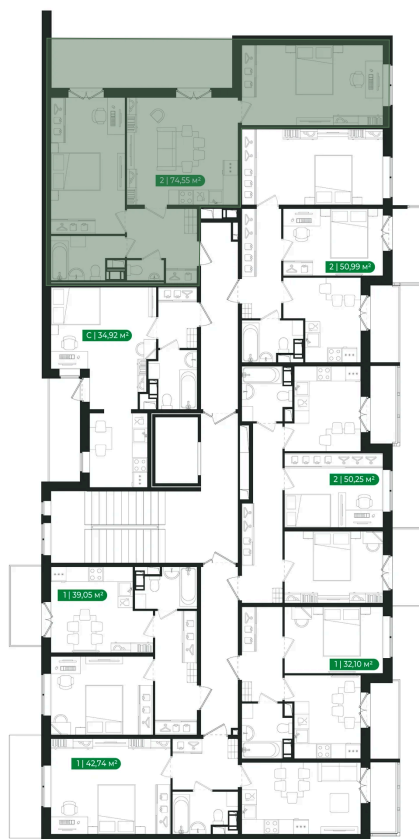 2 | 74,55 м²
2 | 50,99 м²
С | 34,92 м²
2 | 50,25 м²
1 | 39,05 м²
1 | 32,10 м²
1 | 42,74 м²